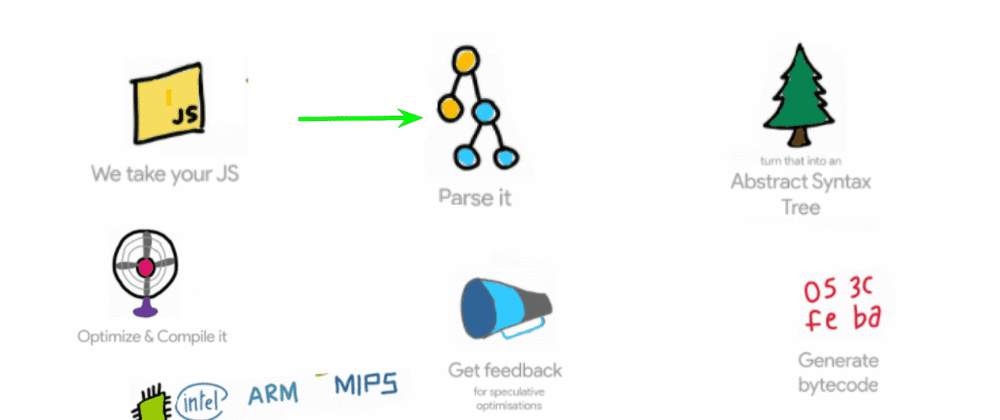 JS
We take your JS
Parse it
turn that into an
Abstract Syntax
Tree
Optimize & Compile it
Get feedback
for speculative
optimisations
05 3c
fe ba
Generate
bytecode
intel ARM MIPS